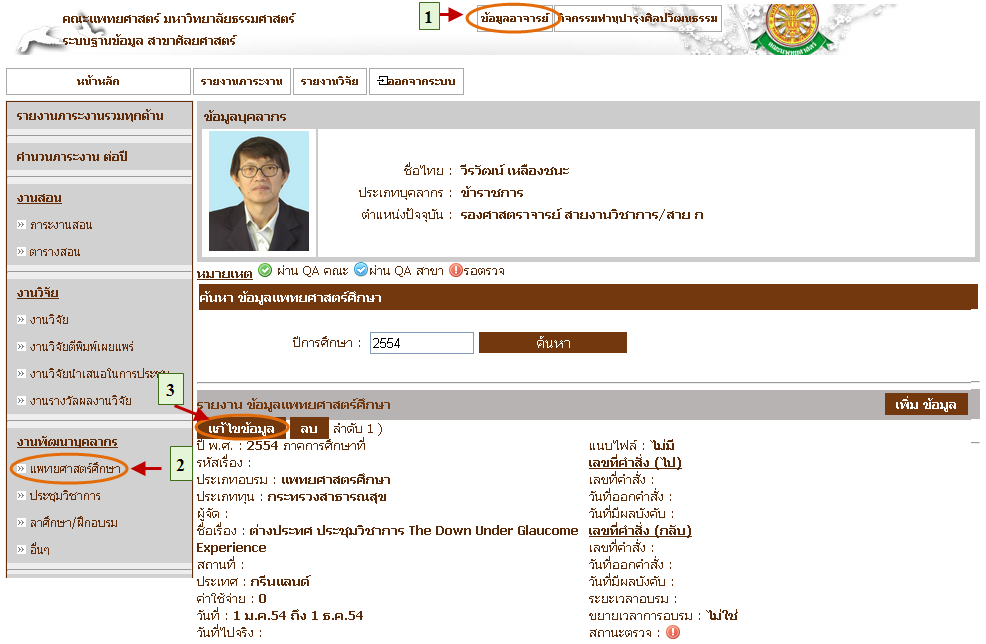 คณะแพทยศาสตร์ มหาวิทยาลัยธรรมศาสตร์
ระบบฐานข้อมูล สาขาศัลยศาสตร์
1
ข้อมูลอาจารย์
กิจกรรมทำนุบำรุงศิลปวัฒนธรรม
หน้าหลัก
รายงานภาระงาน
รายงานวิจัย
ออกจากระบบ
รายงานภาระงานรวมทุกด้าน
คำนวนภาระงาน ต่อปี
งานสอน
ภาระงานสอน
ตารางสอน
งานวิจัย
งานวิจัย
งานวิจัยตีพิมพ์เผยแพร่
งานวิจัยนำเสนอในการประชุม
งานรางวัลผลงานวิจัย
งานพัฒนาบุคลากร
แพทยศาสตร์ศึกษา
2
ประชุมวิชาการ
ลาศึกษา/ฝึกอบรม
อื่นๆ
ข้อมูลบุคลากร
ชื่อไทย : วีรวัฒน์ เหลืองชนะ
ประเภทบุคลากร : ข้าราชการ
ตำแหน่งปัจจุบัน : รองศาสตราจารย์ สายงานวิชาการ/สาย ก
หมายเหตุ ผ่าน QA คณะ ผ่าน QA สาขา รอตรวจ
ค้นหา ข้อมูลแพทยศาสตร์ศึกษา
ปีการศึกษา : 2554 ค้นหา
3
รายงาน ข้อมูลแพทยศาสตร์ศึกษา
เพิ่ม ข้อมูล
แก้ไขข้อมูล ลบ ลำดับ 1 )
ปี พ.ศ. : 2554 ภาคการศึกษาที่
รหัสเรื่อง :
ประเภทอบรม : แพทยศาสตร์ศึกษา
ประเภททุน : กระทรวงสาธารณสุข
ผู้จัด :
ชื่อเรื่อง : ต่างประทศ ประชุมวิชาการ The Down Under Glaucome
Experience
สถานที่ :
ประเทศ : กรีนแลนด์
ค่าใช้จ่าย : 0
วันที่ : 1 ม.ค.54 ถึง 1 ธ.ค.54
วันที่ไปจริง :
แนบไฟล์ : ไม่มี
เลขที่คำสั่ง (ไป)
เลขที่คำสั่ง :
วันที่ออกคำสั่ง :
วันที่มีผลบังคับ :
เลขที่คำสั่ง (กลับ)
เลขที่คำสั่ง :
วันที่ออกคำสั่ง :
วันที่มีผลบังคับ :
ระยะเวลาอบรม :
ขยายเวลาการอบรม : ไม่ใช่
สถานะตรวจ :